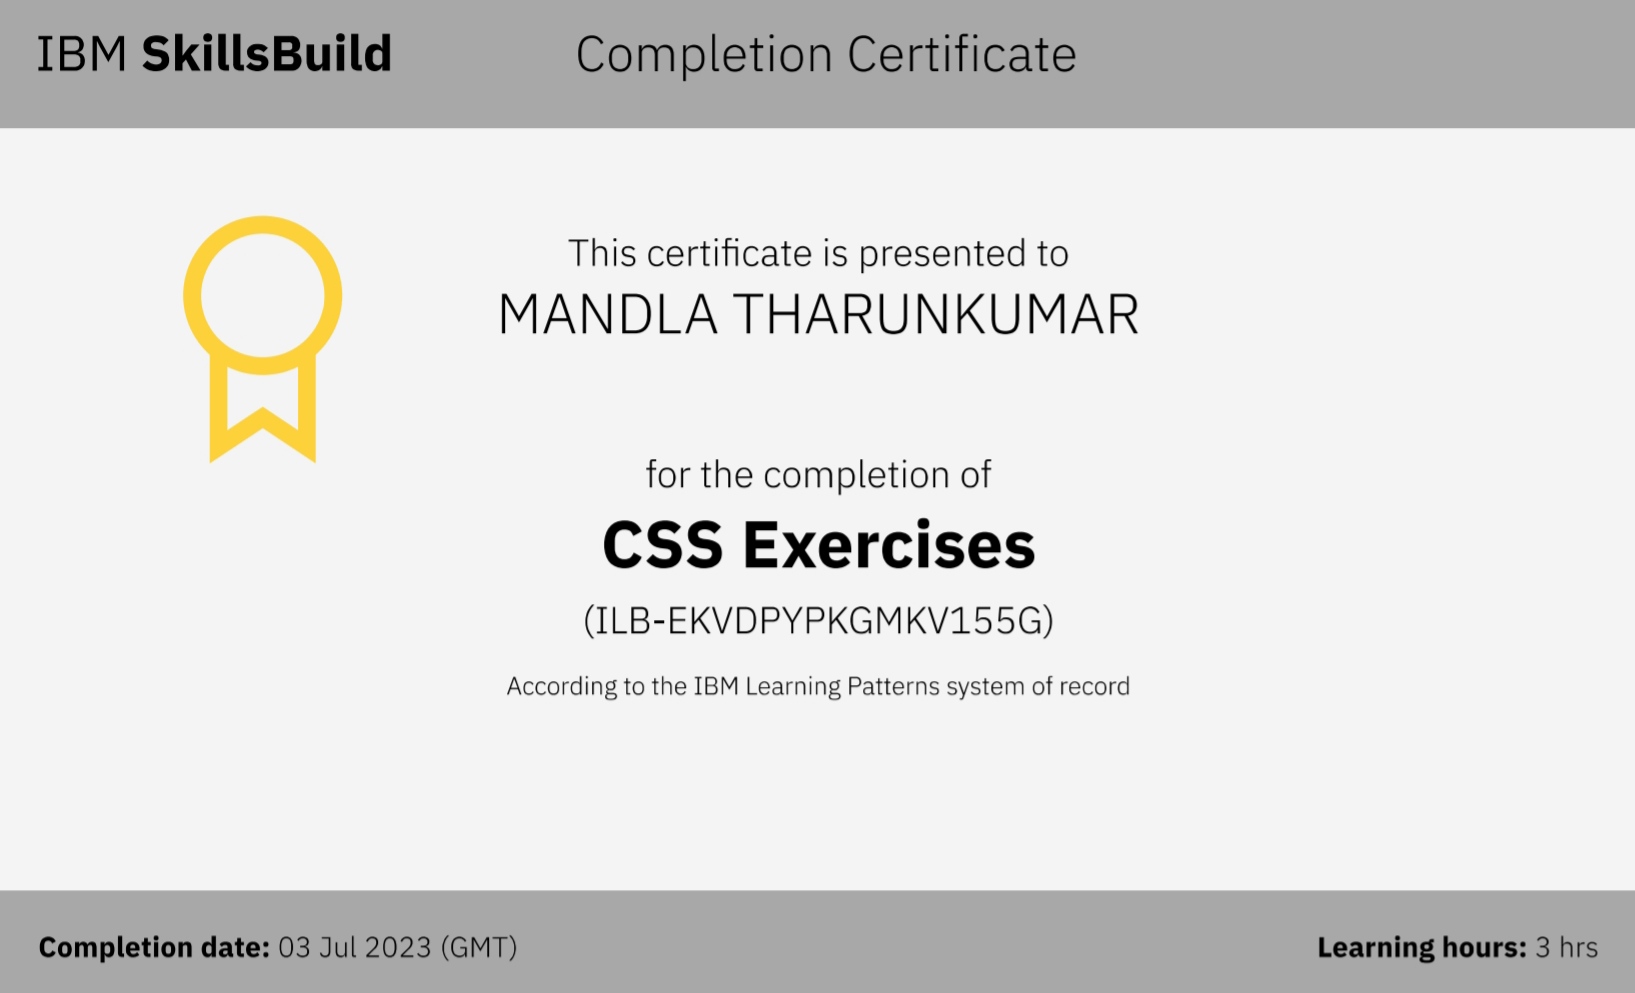 IBM SkillsBuild
Completion Certificate
This certificate is presented to
MANDLA THARUNKUMAR
for the completion of
CSS Exercises
(ILB-EKVDPYPKGMKV155G)
According to the IBM Learning Patterns system of record
Completion date: 03 Jul 2023 (GMT)
Learning hours: 3 hrs